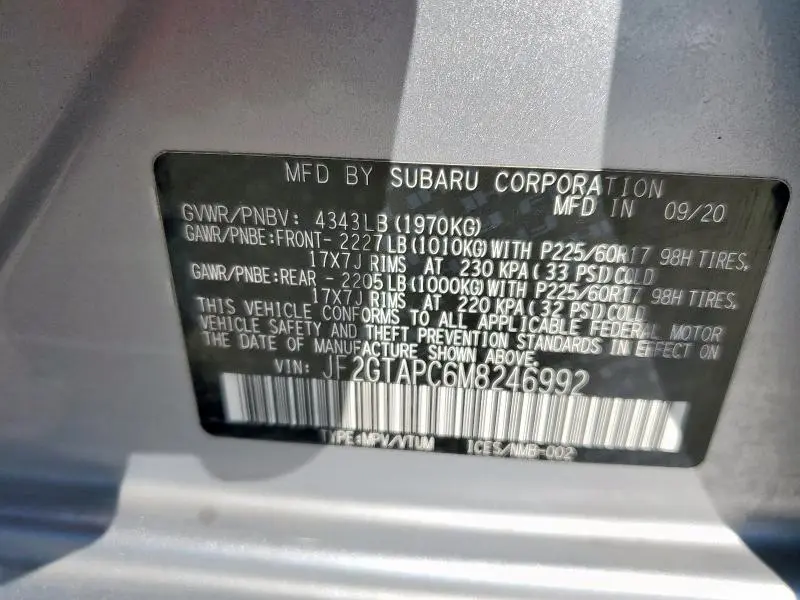 MFD BY SUBARU CORPORATION
MFD IN 09/20
GVWR/PNBV: 4343LB(1970KG)
GAWR/PNBE:FRONT- 2227LB(1010KG)WITH P225/60R17 98H TIRES,
17X7J RIMS AT 230 KPA(33 PSI)COLD
GAWR/PNBE:REAR - 2205LB(1000KG)WITH P225/60R17 98H TIRES,
17X7J RIMS AT 220 KPA(32 PSI)COLD
THIS VEHICLE CONFORMS TO ALL APPLICABLE FEDERAL MOTOR
VEHICLE SAFETY AND THEFT PREVENTION STANDARDS IN EFFECT ON
THE DATE OF MANUFACTURE SHOWN ABOVE.
VIN: JF2GTAPC6M8246992
TYPE:MPV/VTUM ICES/NMB-002